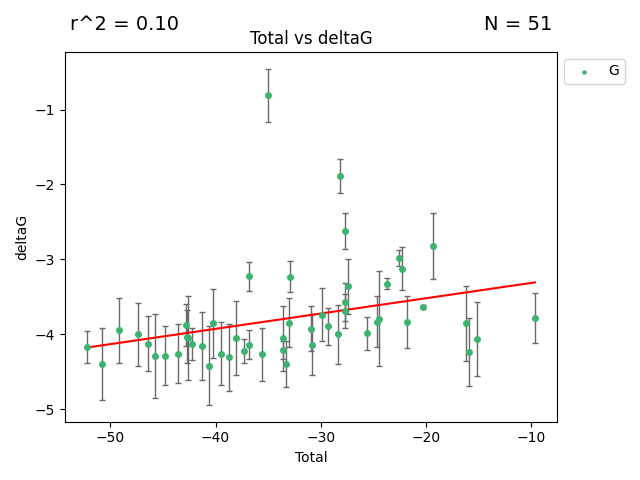 r^2 = 0.10
N = 51
Total vs deltaG
G
−1
−2
−3
−4
−5
deltaG
−50
−40
−30
−20
−10
Total